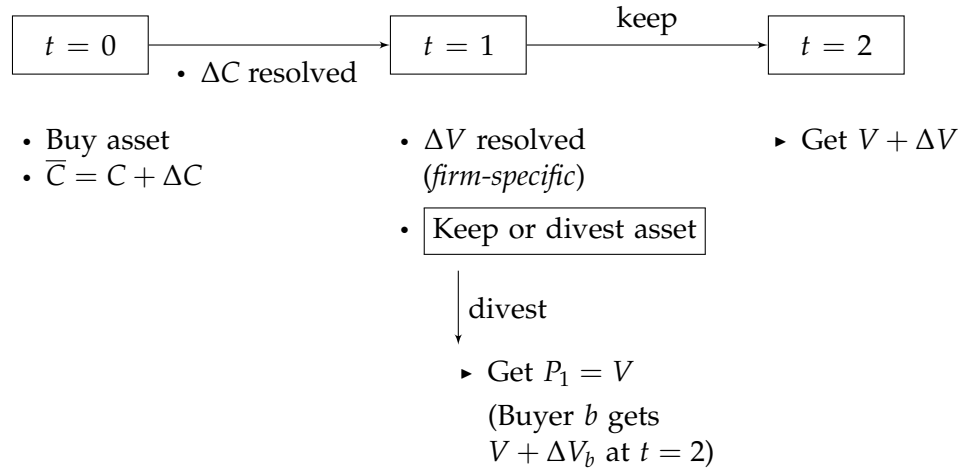 t = 0
t = 1
keep
t = 2
• ΔC resolved
• Buy asset
• C̅ = C + ΔC
• ΔV resolved
(firm-specific)
• Keep or divest asset
▸ Get V + ΔV
divest
▸ Get P₁ = V
(Buyer b gets
V + ΔV_b at t = 2)